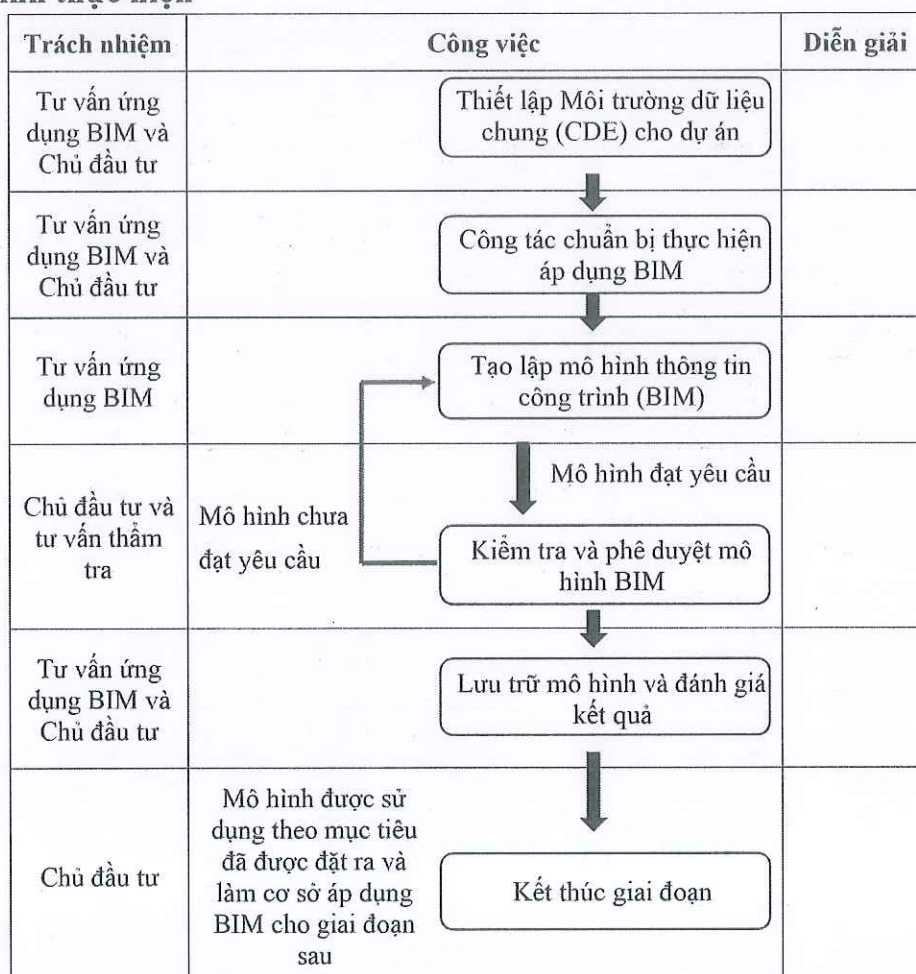 Trách nhiệm
Công việc
Diễn giải
Tư vấn ứng
dụng BIM và
Chủ đầu tư
Thiết lập Môi trường dữ liệu
chung (CDE) cho dự án
Tư vấn ứng
dụng BIM và
Chủ đầu tư
Công tác chuẩn bị thực hiện
áp dụng BIM
Tư vấn ứng
dụng BIM
Tạo lập mô hình thông tin
công trình (BIM)
Mô hình đạt yêu cầu
Chủ đầu tư và
tư vấn thẩm
tra
Mô hình chưa
đạt yêu cầu
Kiểm tra và phê duyệt mô
hình BIM
Tư vấn ứng
dụng BIM và
Chủ đầu tư
Lưu trữ mô hình và đánh giá
kết quả
Chủ đầu tư
Mô hình được sử
dụng theo mục tiêu
đã được đặt ra và
làm cơ sở áp dụng
BIM cho giai đoạn
sau
Kết thúc giai đoạn